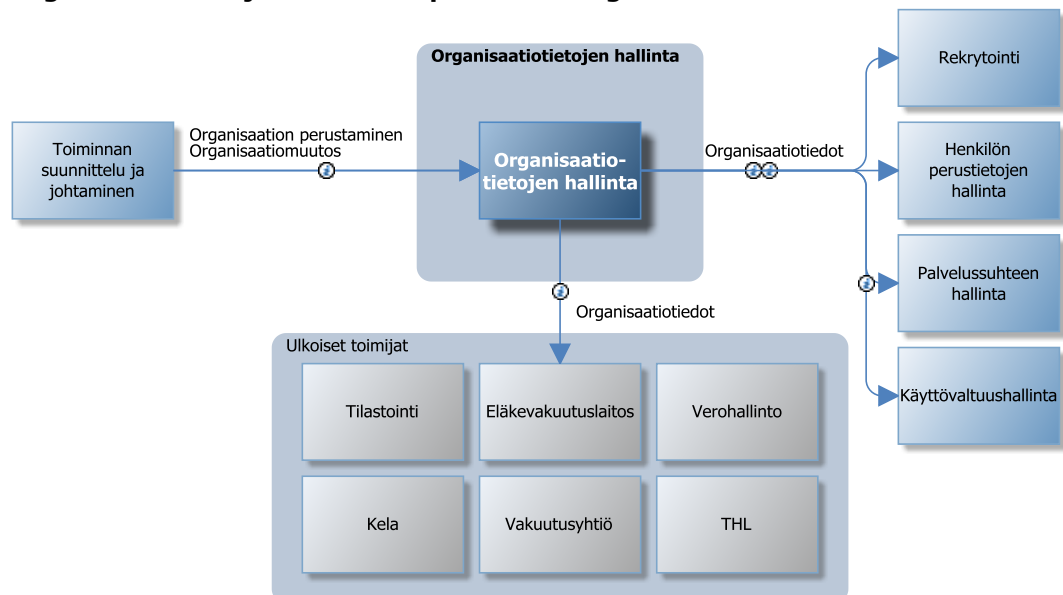 Organisaatiotietojen hallinta
Rekrytointi
Toiminnan
suunnittelu ja
johtaminen
Organisaation perustaminen
Organisaatiomuutos
Organisaatio-
tietojen hallinta
Organisaatiotiedot
Henkilön
perustietojen
hallinta
Palvelussuhteen
hallinta
Organisaatiotiedot
Käyttövaltuushallinta
Ulkoiset toimijat
Tilastointi
Eläkevakuutuslaitos
Verohallinto
Kela
Vakuutusyhtiö
THL